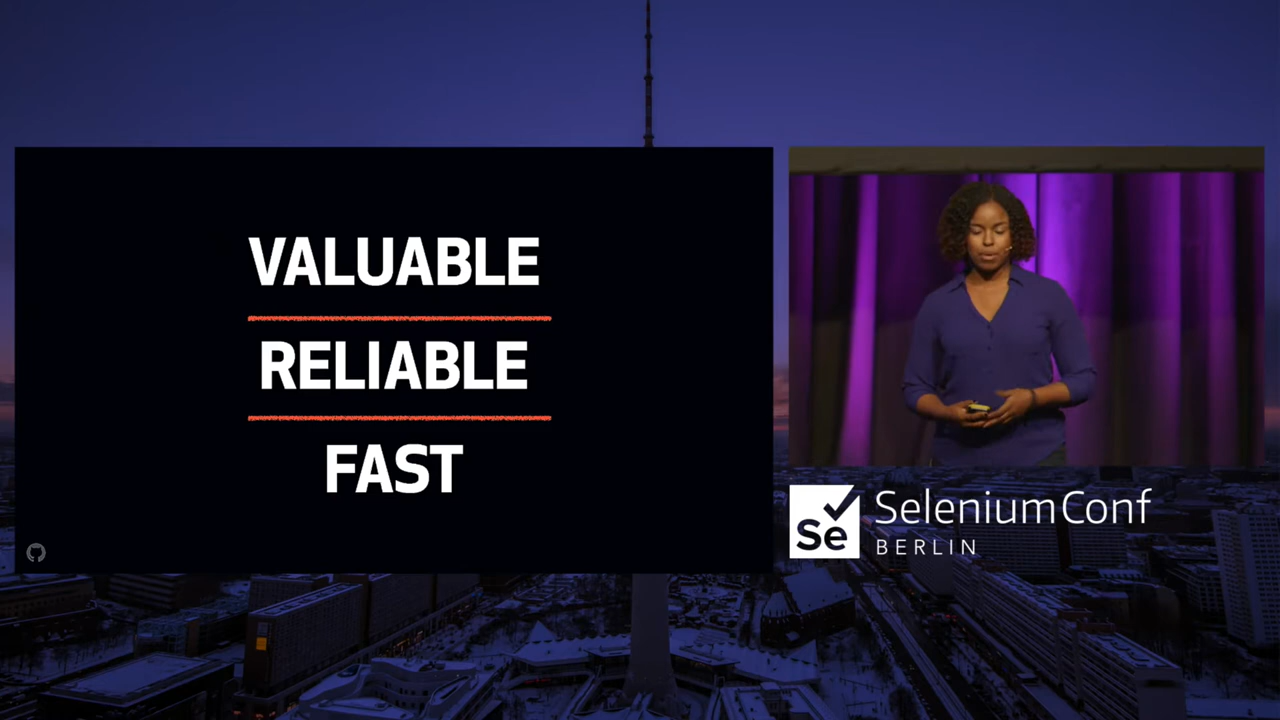 VALUABLE
RELIABLE
FAST
Se
SeleniumConf
BERLIN